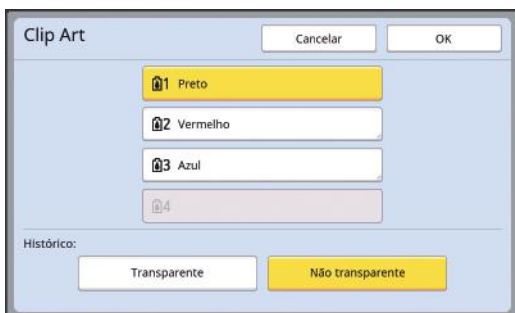 Clip Art
Cancelar
OK
1 Preto
2 Vermelho
3 Azul
4
Histórico:
Transparente
Não transparente